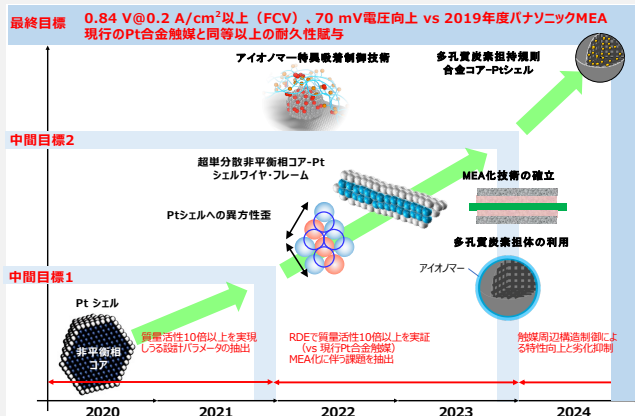 最終目標
0.84 V@0.2 A/cm²以上（FCV）、70 mV電圧向上 vs 2019年度パナソニックMEA
現行のPt合金触媒と同等以上の耐久性賦与
アイオノマー特異吸着制御技術
多孔質炭素担持規則
合金コア-Ptシェル
中間目標2
超単分散非平衡相コア-Pt
シェルワイヤ・フレーム
MEA化技術の確立
Ptシェルへの異方性歪
多孔質炭素担体の利用
アイオノマー
中間目標1
Pt シェル
非平衡相
コア
質量活性10倍以上を実現
しうる設計パラメータの抽出
RDEで質量活性10倍以上を実証
（vs 現行Pt合金触媒）
MEA化に伴う課題を抽出
触媒周辺構造制御によ
る特性向上と劣化抑制
2020
2021
2022
2023
2024